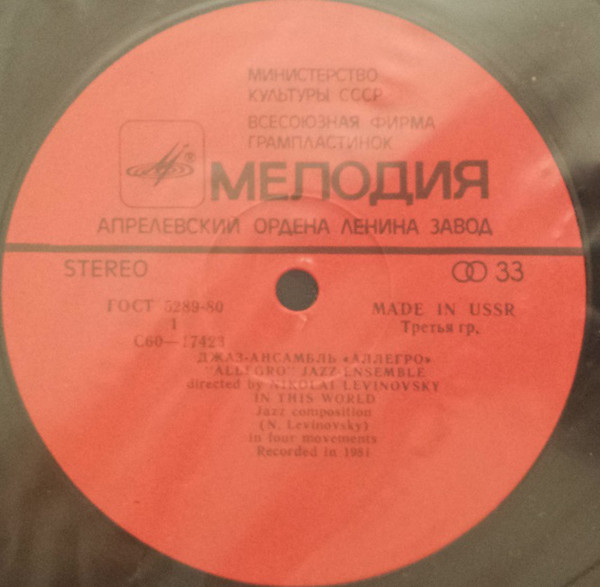 МИНИСТЕРСТВО
КУЛЬТУРЫ СССР
ВСЕСОЮЗНАЯ ФИРМА
ГРАМПЛАСТИНОК
МЕЛОДИЯ
АПРЕЛЕВСКИЙ ОРДЕНА ЛЕНИНА ЗАВОД
STEREO
33
ГОСТ 5289-80
1
С60—17423
MADE IN USSR
Третья гр.
ДЖАЗ-АНСАМБЛЬ «АЛЛЕГРО»
"ALLEGRO" JAZZ-ENSEMBLE
directed by NIKOLAI LEVINOVSKY
IN THIS WORLD
Jazz composition
(N. Levinovsky)
in four movements
Recorded in 1981